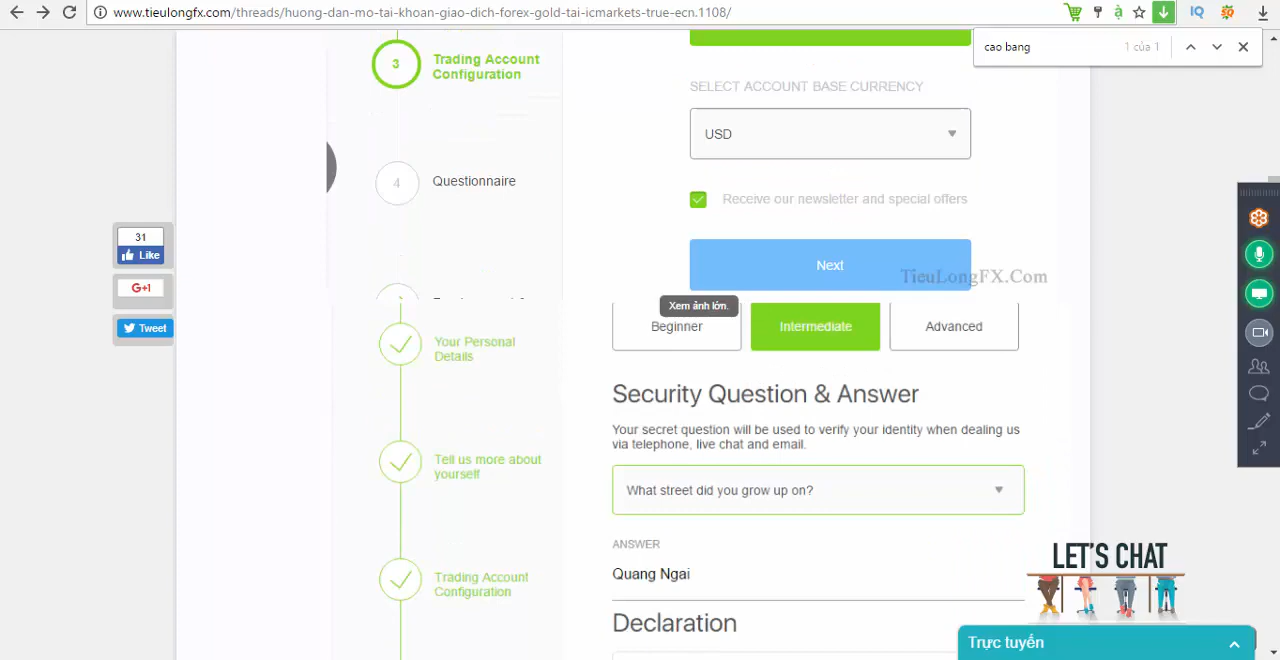 www.tieulongfx.com/threads/huong-dan-mo-tai-khoan-giao-dich-forex-gold-tai-icmarkets-true-ecn.1108/
IQ
cao bang
1 của 1
3
Trading Account
Configuration
SELECT ACCOUNT BASE CURRENCY
USD
4
Questionnaire
Receive our newsletter and special offers
31
Like
G+1
Tweet
Next
TieuLongFX.Com
Xem ảnh lớn.
Beginner
Intermediate
Advanced
Your Personal
Details
Security Question & Answer
Your secret question will be used to verify your identity when dealing us
via telephone, live chat and email.
Tell us more about
yourself
What street did you grow up on?
ANSWER
Quang Ngai
Trading Account
Configuration
Declaration
LET'S CHAT
Trực tuyến